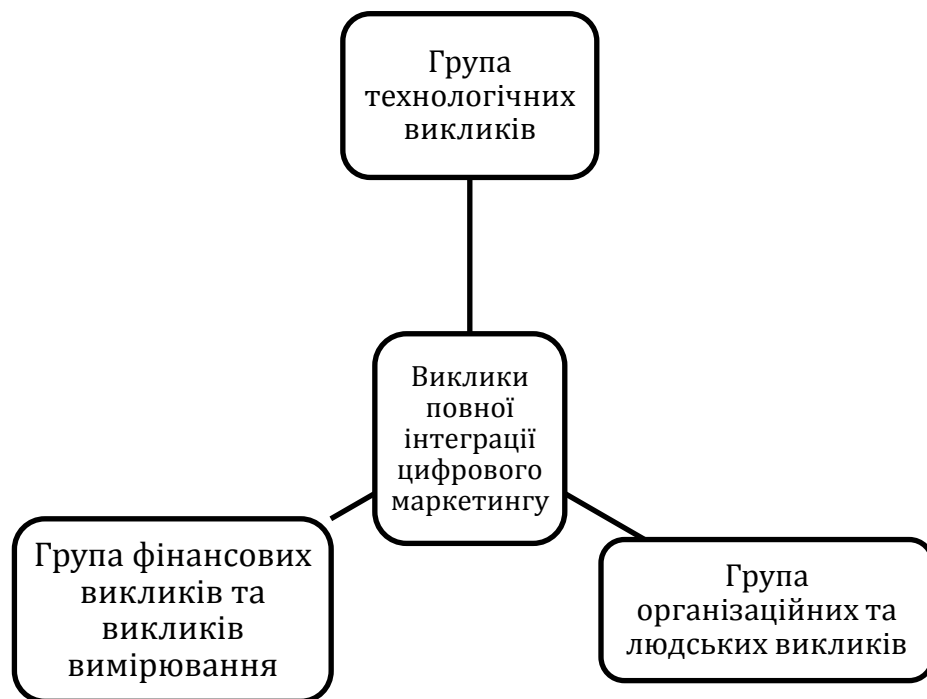 Група
технологічних
викликів
Виклики
повної
інтеграції
цифрового
маркетингу
Група фінансових
викликів та
викликів
вимірювання
Група
організаційних та
людських викликів